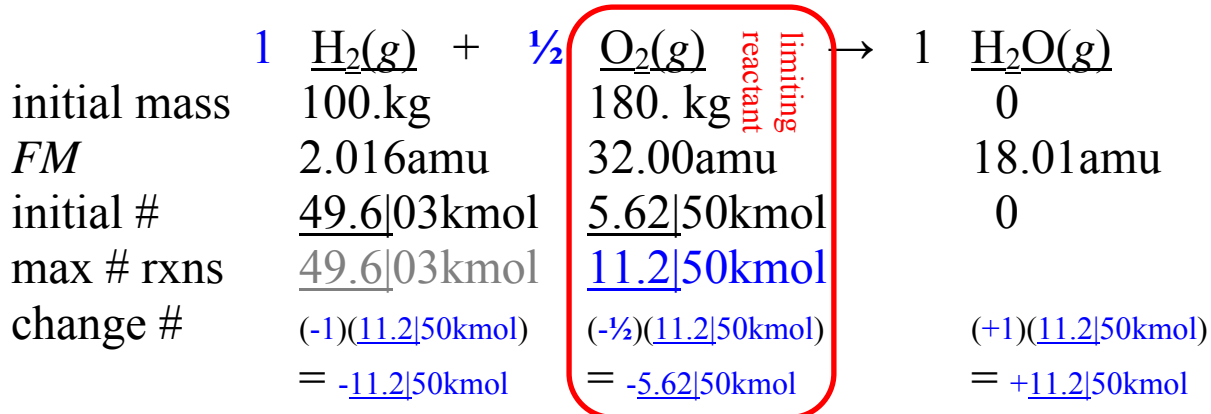 1 H₂(g) + ½ O₂(g) limiting reactant → 1 H₂O(g)
initial mass 100.kg 180. kg 0
FM 2.016amu 32.00amu 18.01amu
initial # 49.6|03kmol 5.62|50kmol 0
max # rxns 49.6|03kmol 11.2|50kmol
change # (-1)(11.2|50kmol) (-½)(11.2|50kmol) (+1)(11.2|50kmol)
= -11.2|50kmol = -5.62|50kmol = +11.2|50kmol